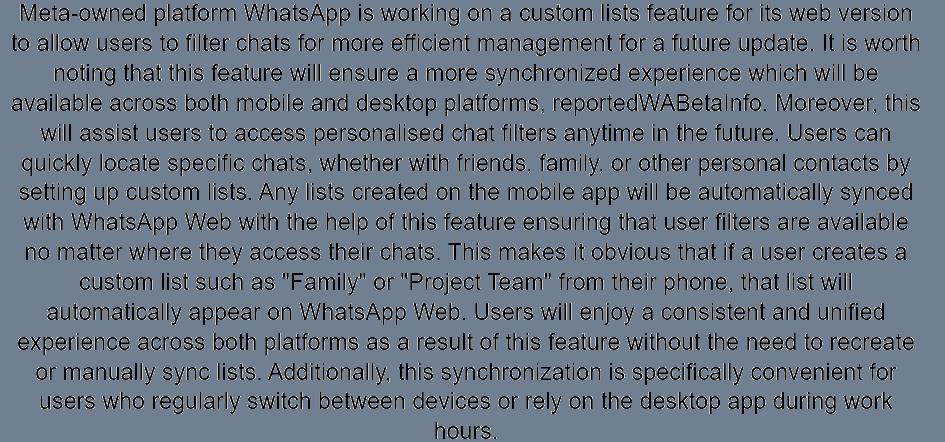 Meta-owned platform WhatsApp is working on a custom lists feature for its web version
to allow users to filter chats for more efficient management for a future update. It is worth
noting that this feature will ensure a more synchronized experience which will be
available across both mobile and desktop platforms, reportedWABetaInfo. Moreover, this
will assist users to access personalised chat filters anytime in the future. Users can
quickly locate specific chats, whether with friends, family, or other personal contacts by
setting up custom lists. Any lists created on the mobile app will be automatically synced
with WhatsApp Web with the help of this feature ensuring that user filters are available
no matter where they access their chats. This makes it obvious that if a user creates a
custom list such as "Family" or "Project Team" from their phone, that list will
automatically appear on WhatsApp Web. Users will enjoy a consistent and unified
experience across both platforms as a result of this feature without the need to recreate
or manually sync lists. Additionally, this synchronization is specifically convenient for
users who regularly switch between devices or rely on the desktop app during work
hours.